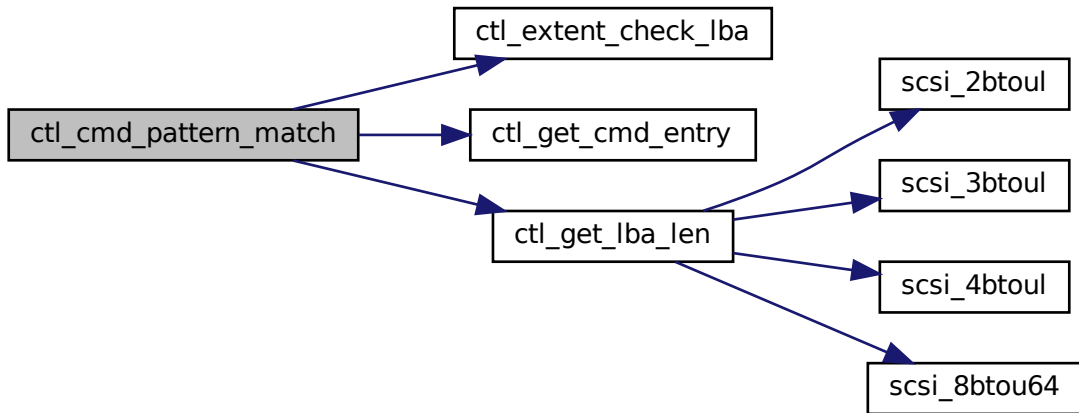 ctl_extent_check_lba
scsi_2btoul
ctl_cmd_pattern_match
ctl_get_cmd_entry
scsi_3btoul
ctl_get_lba_len
scsi_4btoul
scsi_8btou64